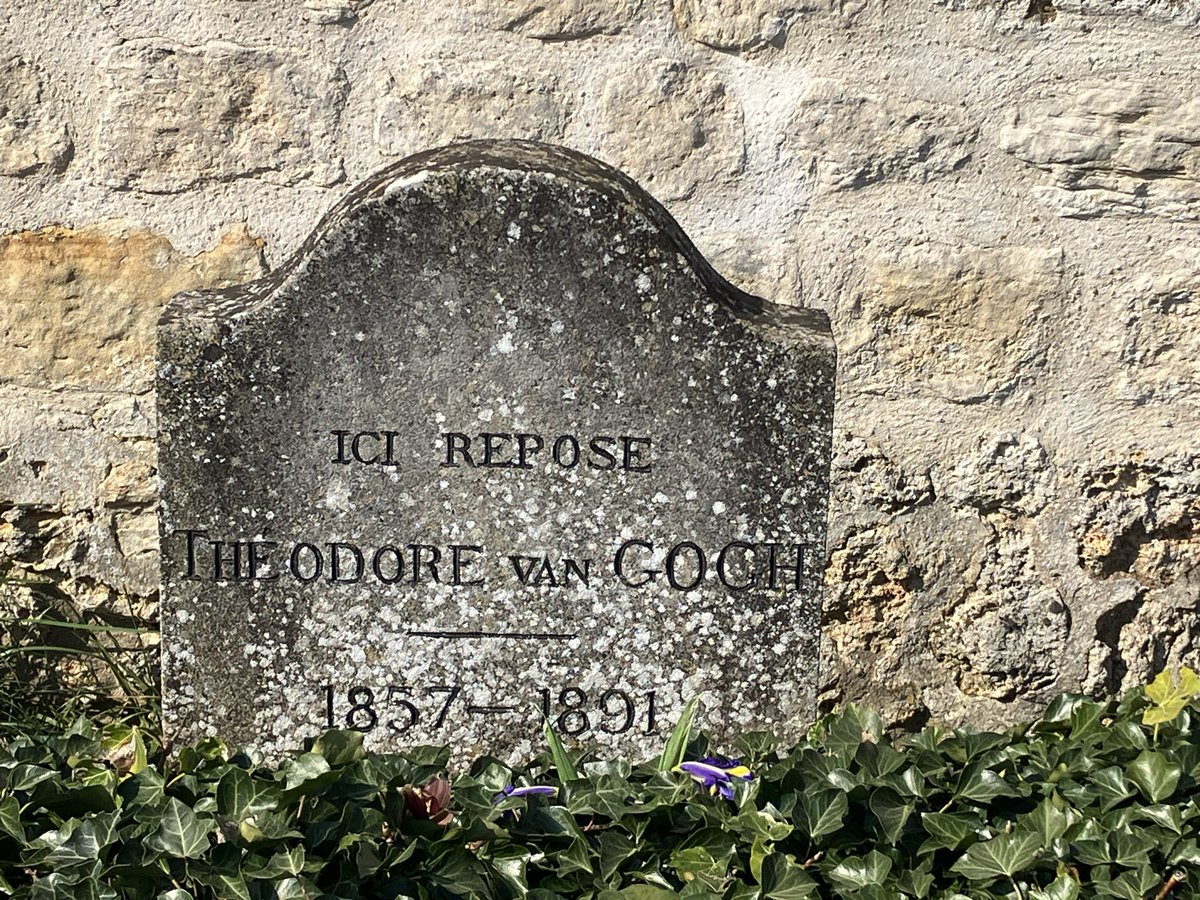 ICI REPOSE
THEODORE VAN GOGH
1857–1891